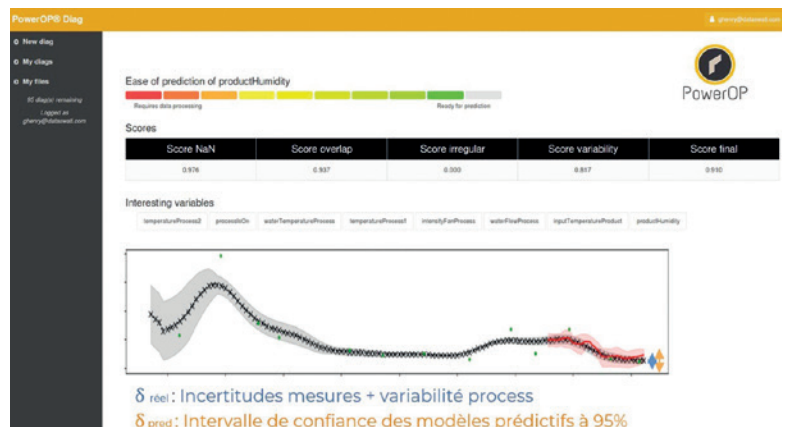 PowerOP® Diag
New diag
My diags
My files
Logged as
PowerOP
Ease of prediction of productHumidity
Requires data processing
Ready for prediction
Scores
Score NaN Score overlap Score irregular Score variability Score final
0.976 0.937 0.817 0.910
Interesting variables
temperatureProcess2 processIsOn waterTemperatureProcess temperatureProcess1 intensityFanProcess waterFlowProcess inputTemperatureProduct productHumidity
δ réel : Incertitudes mesures + variabilité process
δ pred : Intervalle de confiance des modèles prédictifs à 95%